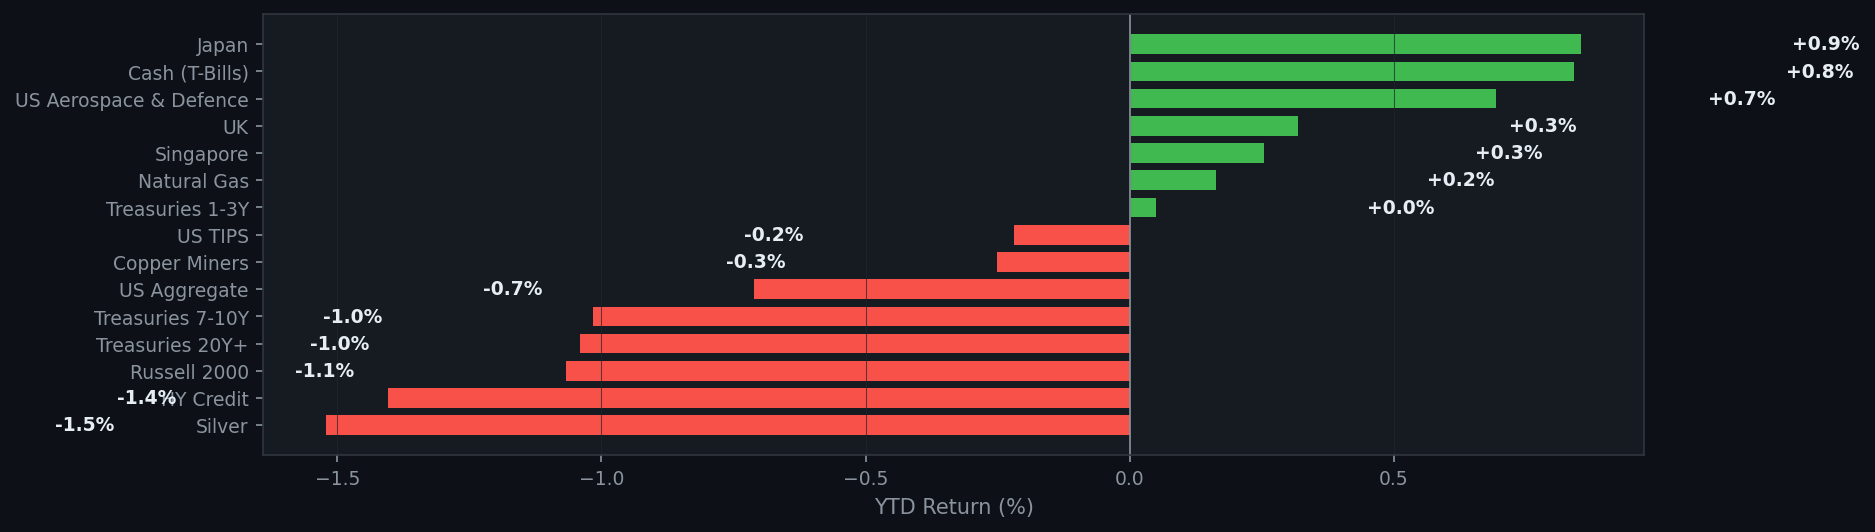 Japan +0.9%
Cash (T-Bills) +0.8%
US Aerospace & Defence +0.7%
UK +0.3%
Singapore +0.3%
Natural Gas +0.2%
Treasuries 1-3Y +0.0%
US TIPS -0.2%
Copper Miners -0.3%
US Aggregate -0.7%
Treasuries 7-10Y -1.0%
Treasuries 20Y+ -1.0%
Russell 2000 -1.1%
HY Credit -1.4%
Silver -1.5%
−1.5 −1.0 −0.5 0.0 0.5
YTD Return (%)